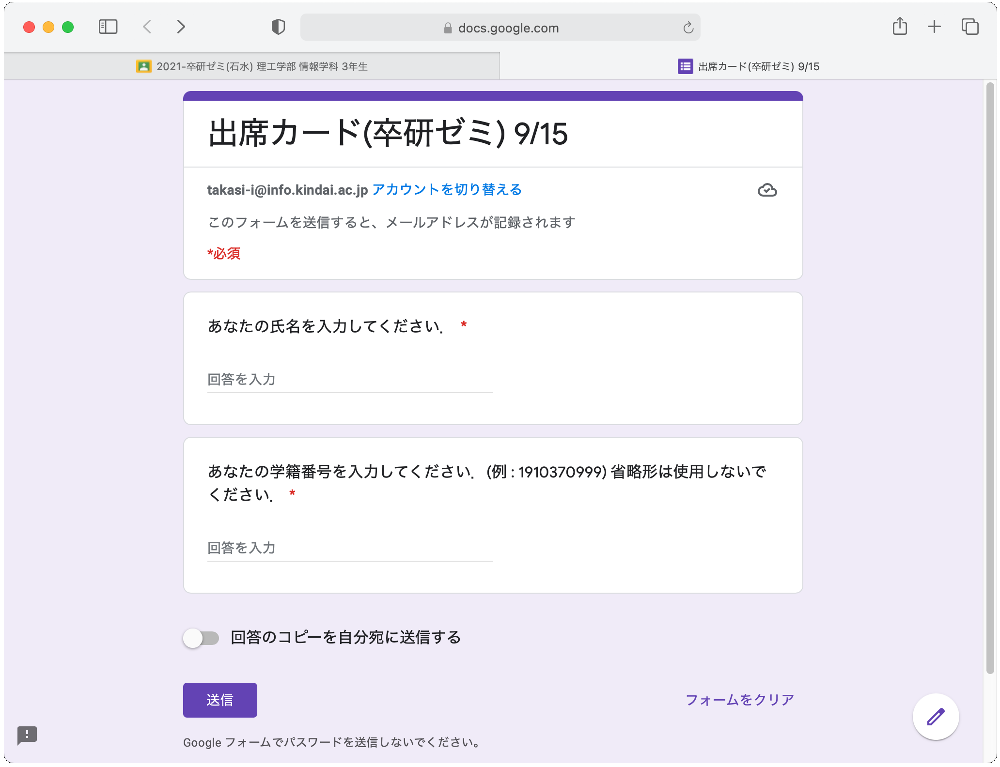 docs.google.com
2021-卒研ゼミ(石水) 理工学部 情報学科 3年生
出席カード(卒研ゼミ) 9/15
出席カード(卒研ゼミ) 9/15
takasi-i@info.kindai.ac.jp アカウントを切り替える
このフォームを送信すると、メールアドレスが記録されます
*必須
あなたの氏名を入力してください． *
回答を入力
あなたの学籍番号を入力してください． (例 : 1910370999) 省略形は使用しないで
ください． *
回答を入力
回答のコピーを自分宛に送信する
送信
フォームをクリア
Google フォームでパスワードを送信しないでください。